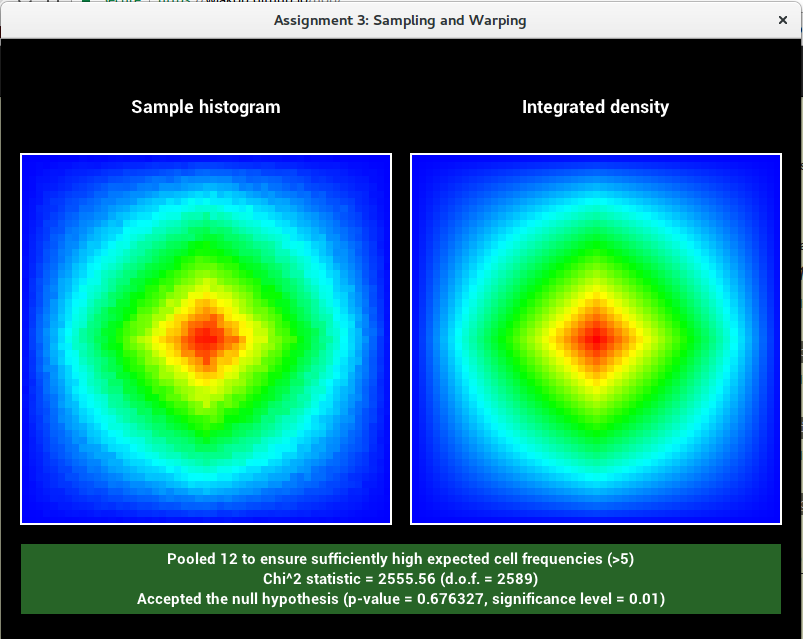 Assignment 3: Sampling and Warping
Sample histogram
Integrated density
Pooled 12 to ensure sufficiently high expected cell frequencies (>5)
Chi^2 statistic = 2555.56 (d.o.f. = 2589)
Accepted the null hypothesis (p-value = 0.676327, significance level = 0.01)